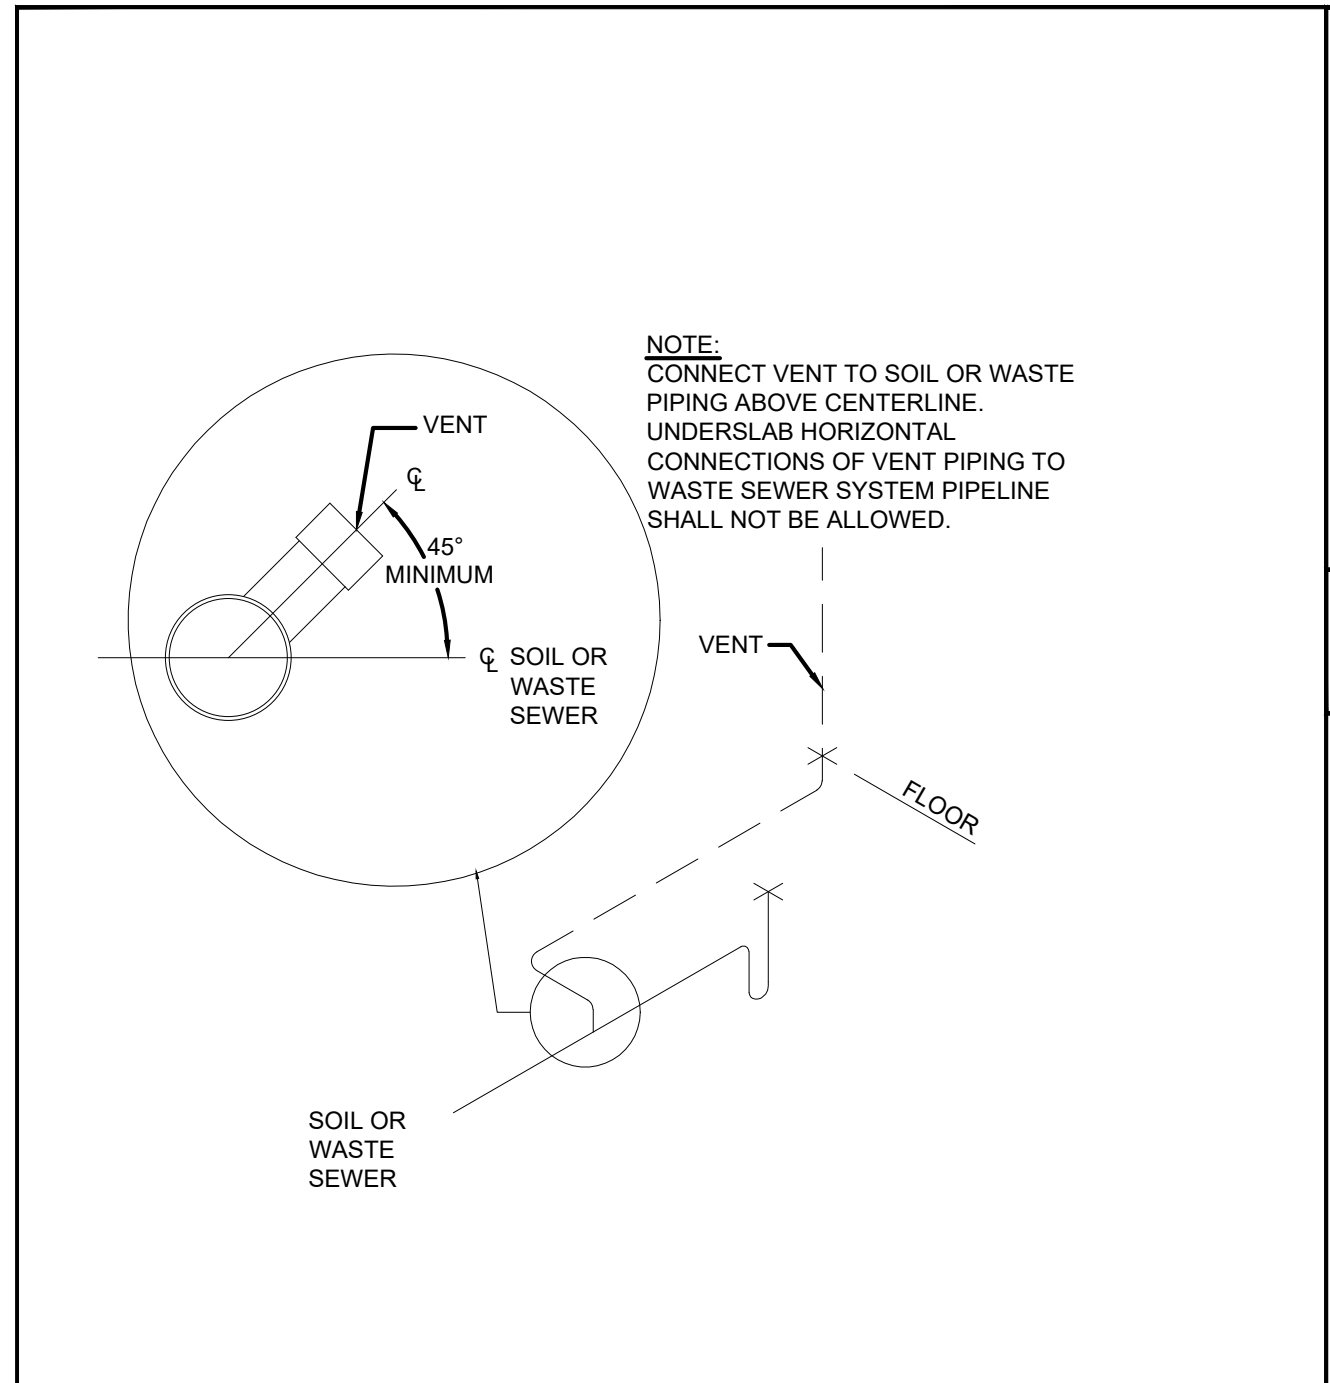 NOTE:
CONNECT VENT TO SOIL OR WASTE
PIPING ABOVE CENTERLINE.
UNDERSLAB HORIZONTAL
CONNECTIONS OF VENT PIPING TO
WASTE SEWER SYSTEM PIPELINE
SHALL NOT BE ALLOWED.
VENT
℄
45°
MINIMUM
℄ SOIL OR
WASTE
SEWER
VENT
FLOOR
SOIL OR
WASTE
SEWER